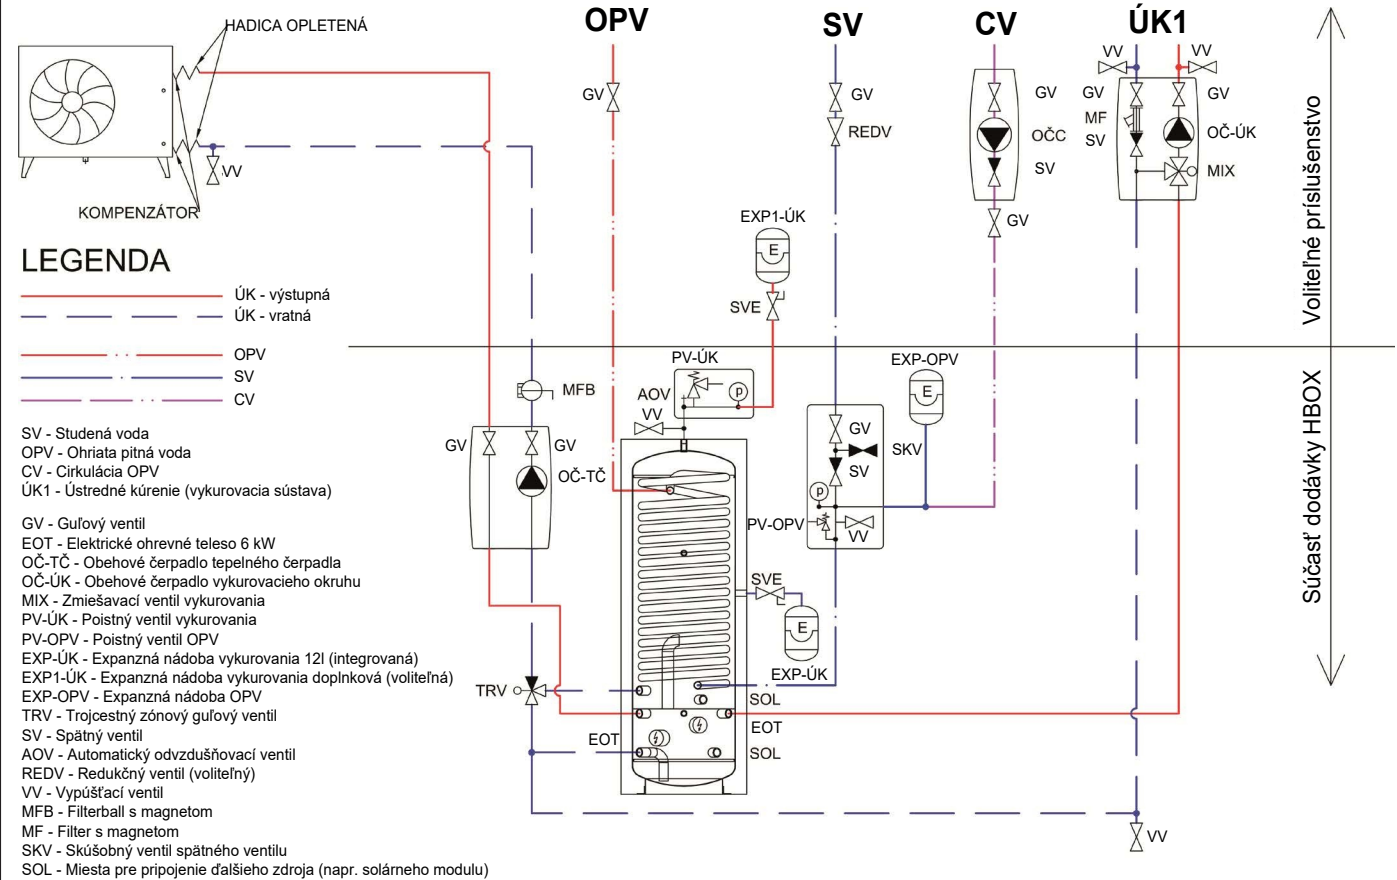 OPV
SV
CV
ÚK1
HADICA OPLETENÁ
VV
VV
GV
GV
REDV
GV
OČC
SV
GV
GV
MF
SV
GV
OČ-ÚK
MIX
VV
KOMPENZÁTOR
EXP1-ÚK
E
SVE
Voliteľné príslušenstvo
Súčasť dodávky HBOX
LEGENDA
ÚK - výstupná
ÚK - vratná
OPV
SV
CV
SV - Studená voda
OPV - Ohriata pitná voda
CV - Cirkulácia OPV
ÚK1 - Ústredné kúrenie (vykurovacia sústava)
GV - Guľový ventil
EOT - Elektrické ohrevné teleso 6 kW
OČ-TČ - Obehové čerpadlo tepelného čerpadla
OČ-ÚK - Obehové čerpadlo vykurovacieho okruhu
MIX - Zmiešavací ventil vykurovania
PV-ÚK - Poistný ventil vykurovania
PV-OPV - Poistný ventil OPV
EXP-ÚK - Expanzná nádoba vykurovania 12l (integrovaná)
EXP1-ÚK - Expanzná nádoba vykurovania doplnková (voliteľná)
EXP-OPV - Expanzná nádoba OPV
TRV - Trojcestný zónový guľový ventil
SV - Spätný ventil
AOV - Automatický odvzdušňovací ventil
REDV - Redukčný ventil (voliteľný)
VV - Vypúšťací ventil
MFB - Filterball s magnetom
MF - Filter s magnetom
SKV - Skúšobný ventil spätného ventilu
SOL - Miesta pre pripojenie ďalšieho zdroja (napr. solárneho modulu)
MFB
GV
GV
OČ-TČ
TRV
PV-ÚK
AOV
p
VV
EXP-OPV
E
GV
SKV
SV
p
PV-OPV
VV
SVE
E
EXP-ÚK
SOL
EOT
EOT
SOL
VV